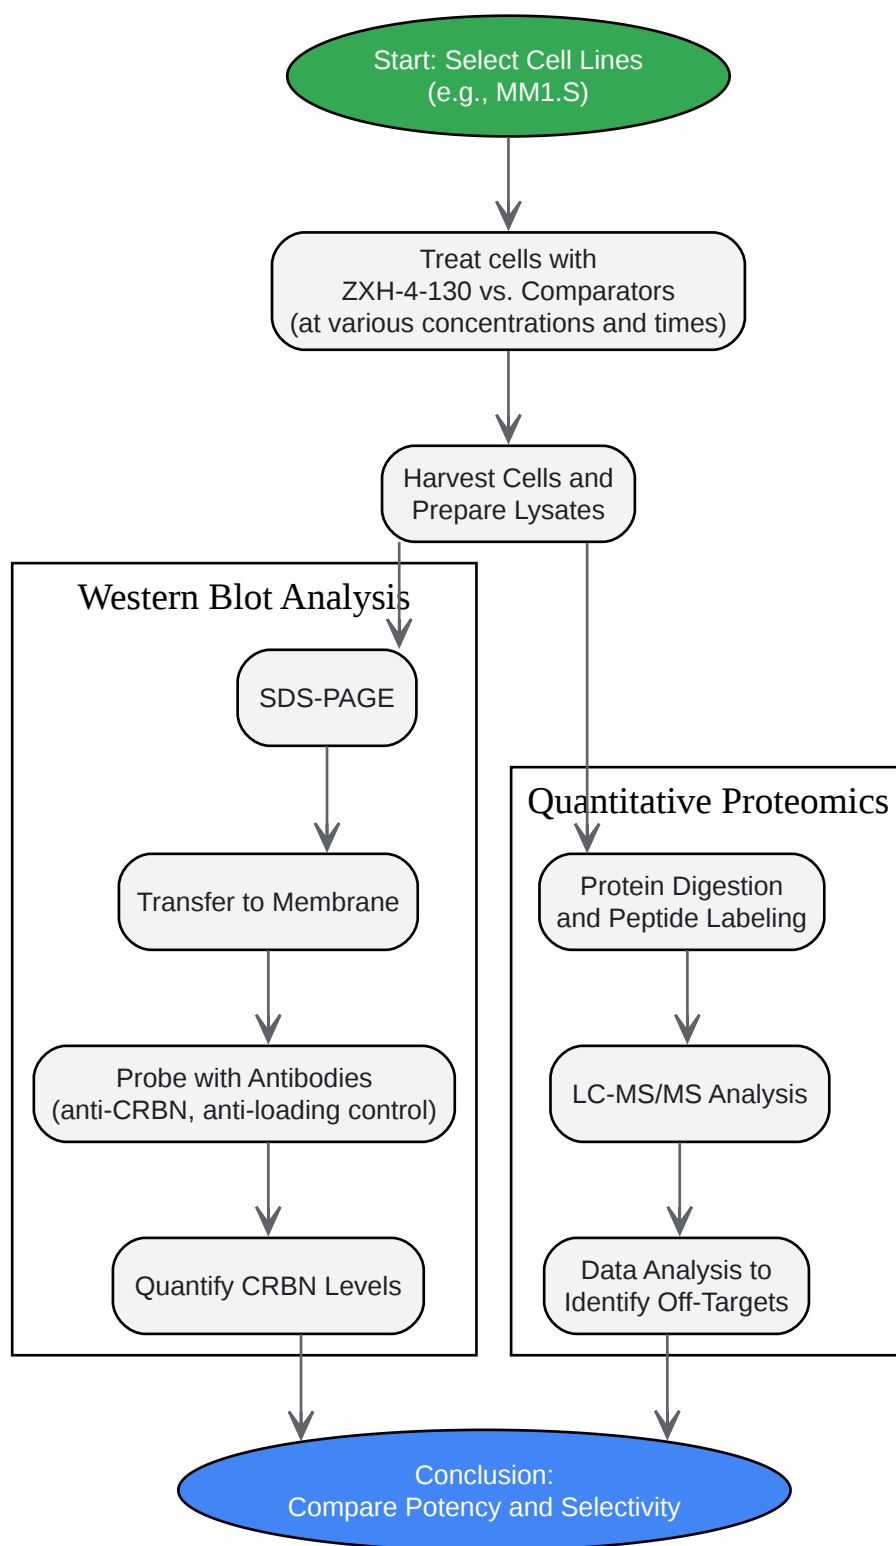 Start: Select Cell Lines
(e.g., MM1.S)
Treat cells with
ZXH-4-130 vs. Comparators
(at various concentrations and times)
Harvest Cells and
Prepare Lysates
Western Blot Analysis
SDS-PAGE
Transfer to Membrane
Probe with Antibodies
(anti-CRBN, anti-loading control)
Quantify CRBN Levels
Quantitative Proteomics
Protein Digestion
and Peptide Labeling
LC-MS/MS Analysis
Data Analysis to
Identify Off-Targets
Conclusion:
Compare Potency and Selectivity